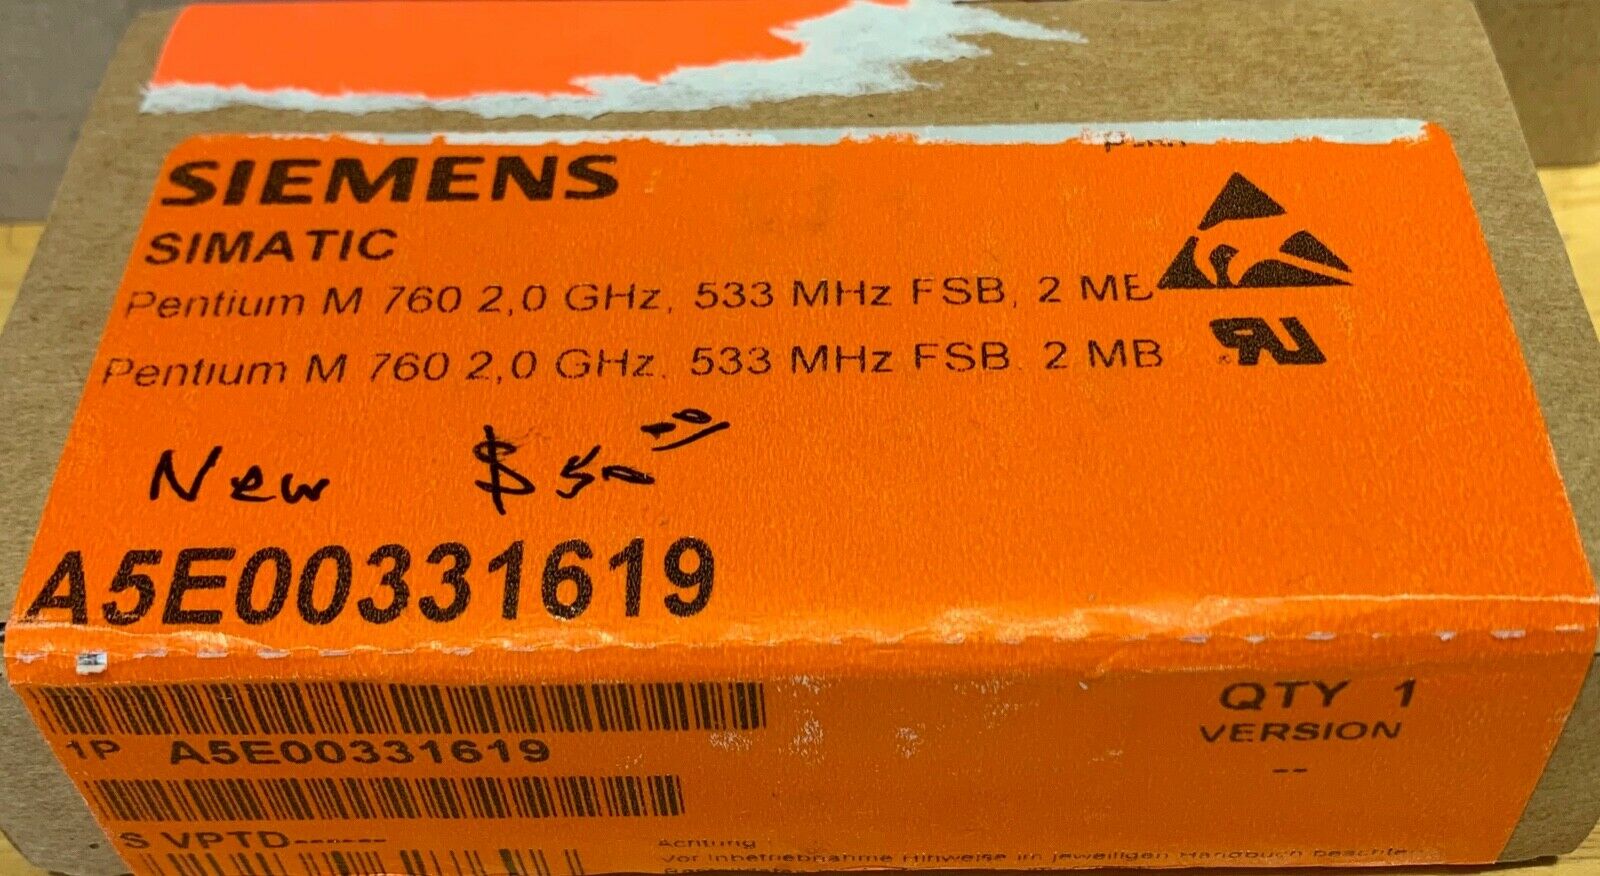 SIEMENS
SIMATIC
Pentium M 760 2,0 GHz, 533 MHz FSB, 2 MB
Pentium M 760 2,0 GHz. 533 MHz FSB. 2 MB
New $50.00
A5E00331619
1P A5E00331619
QTY 1
VERSION
--
S VPTD------
Achtung
Vor Inbetriebnahme Hinweise im jeweiligen Handbuch beachten